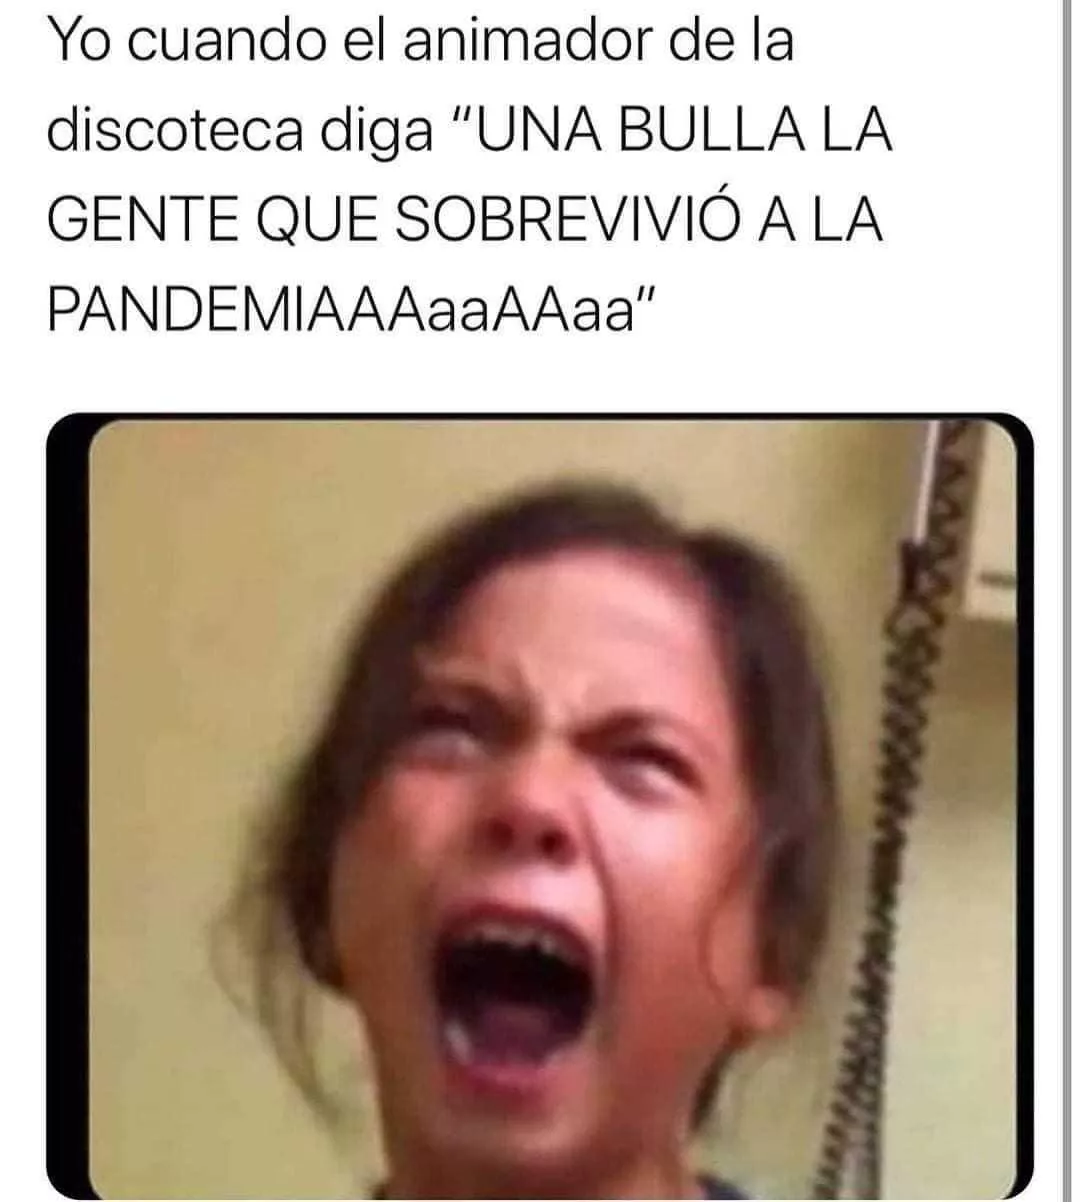 Yo cuando el animador de la
discoteca diga “UNA BULLA LA
GENTE QUE SOBREVIVIÓ A LA
PANDEMIAAAaaAAaa”